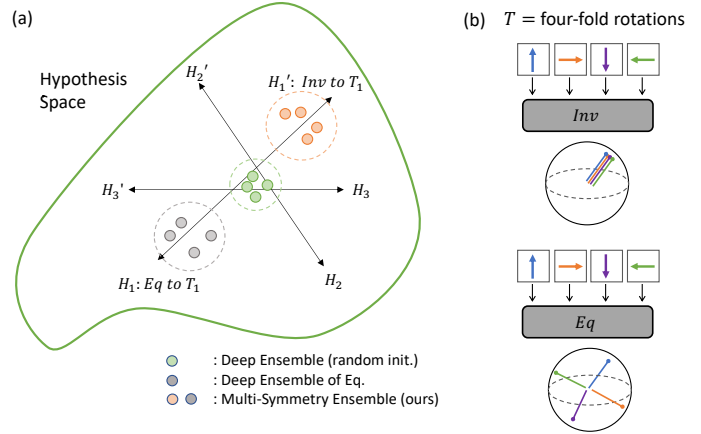 (a)
Hypothesis
Space
H₂′
H₁′: Inv to T₁
H₃′
H₃
H₁: Eq to T₁
H₂
: Deep Ensemble (random init.)
: Deep Ensemble of Eq.
: Multi-Symmetry Ensemble (ours)
(b) T = four-fold rotations
Inv
Eq